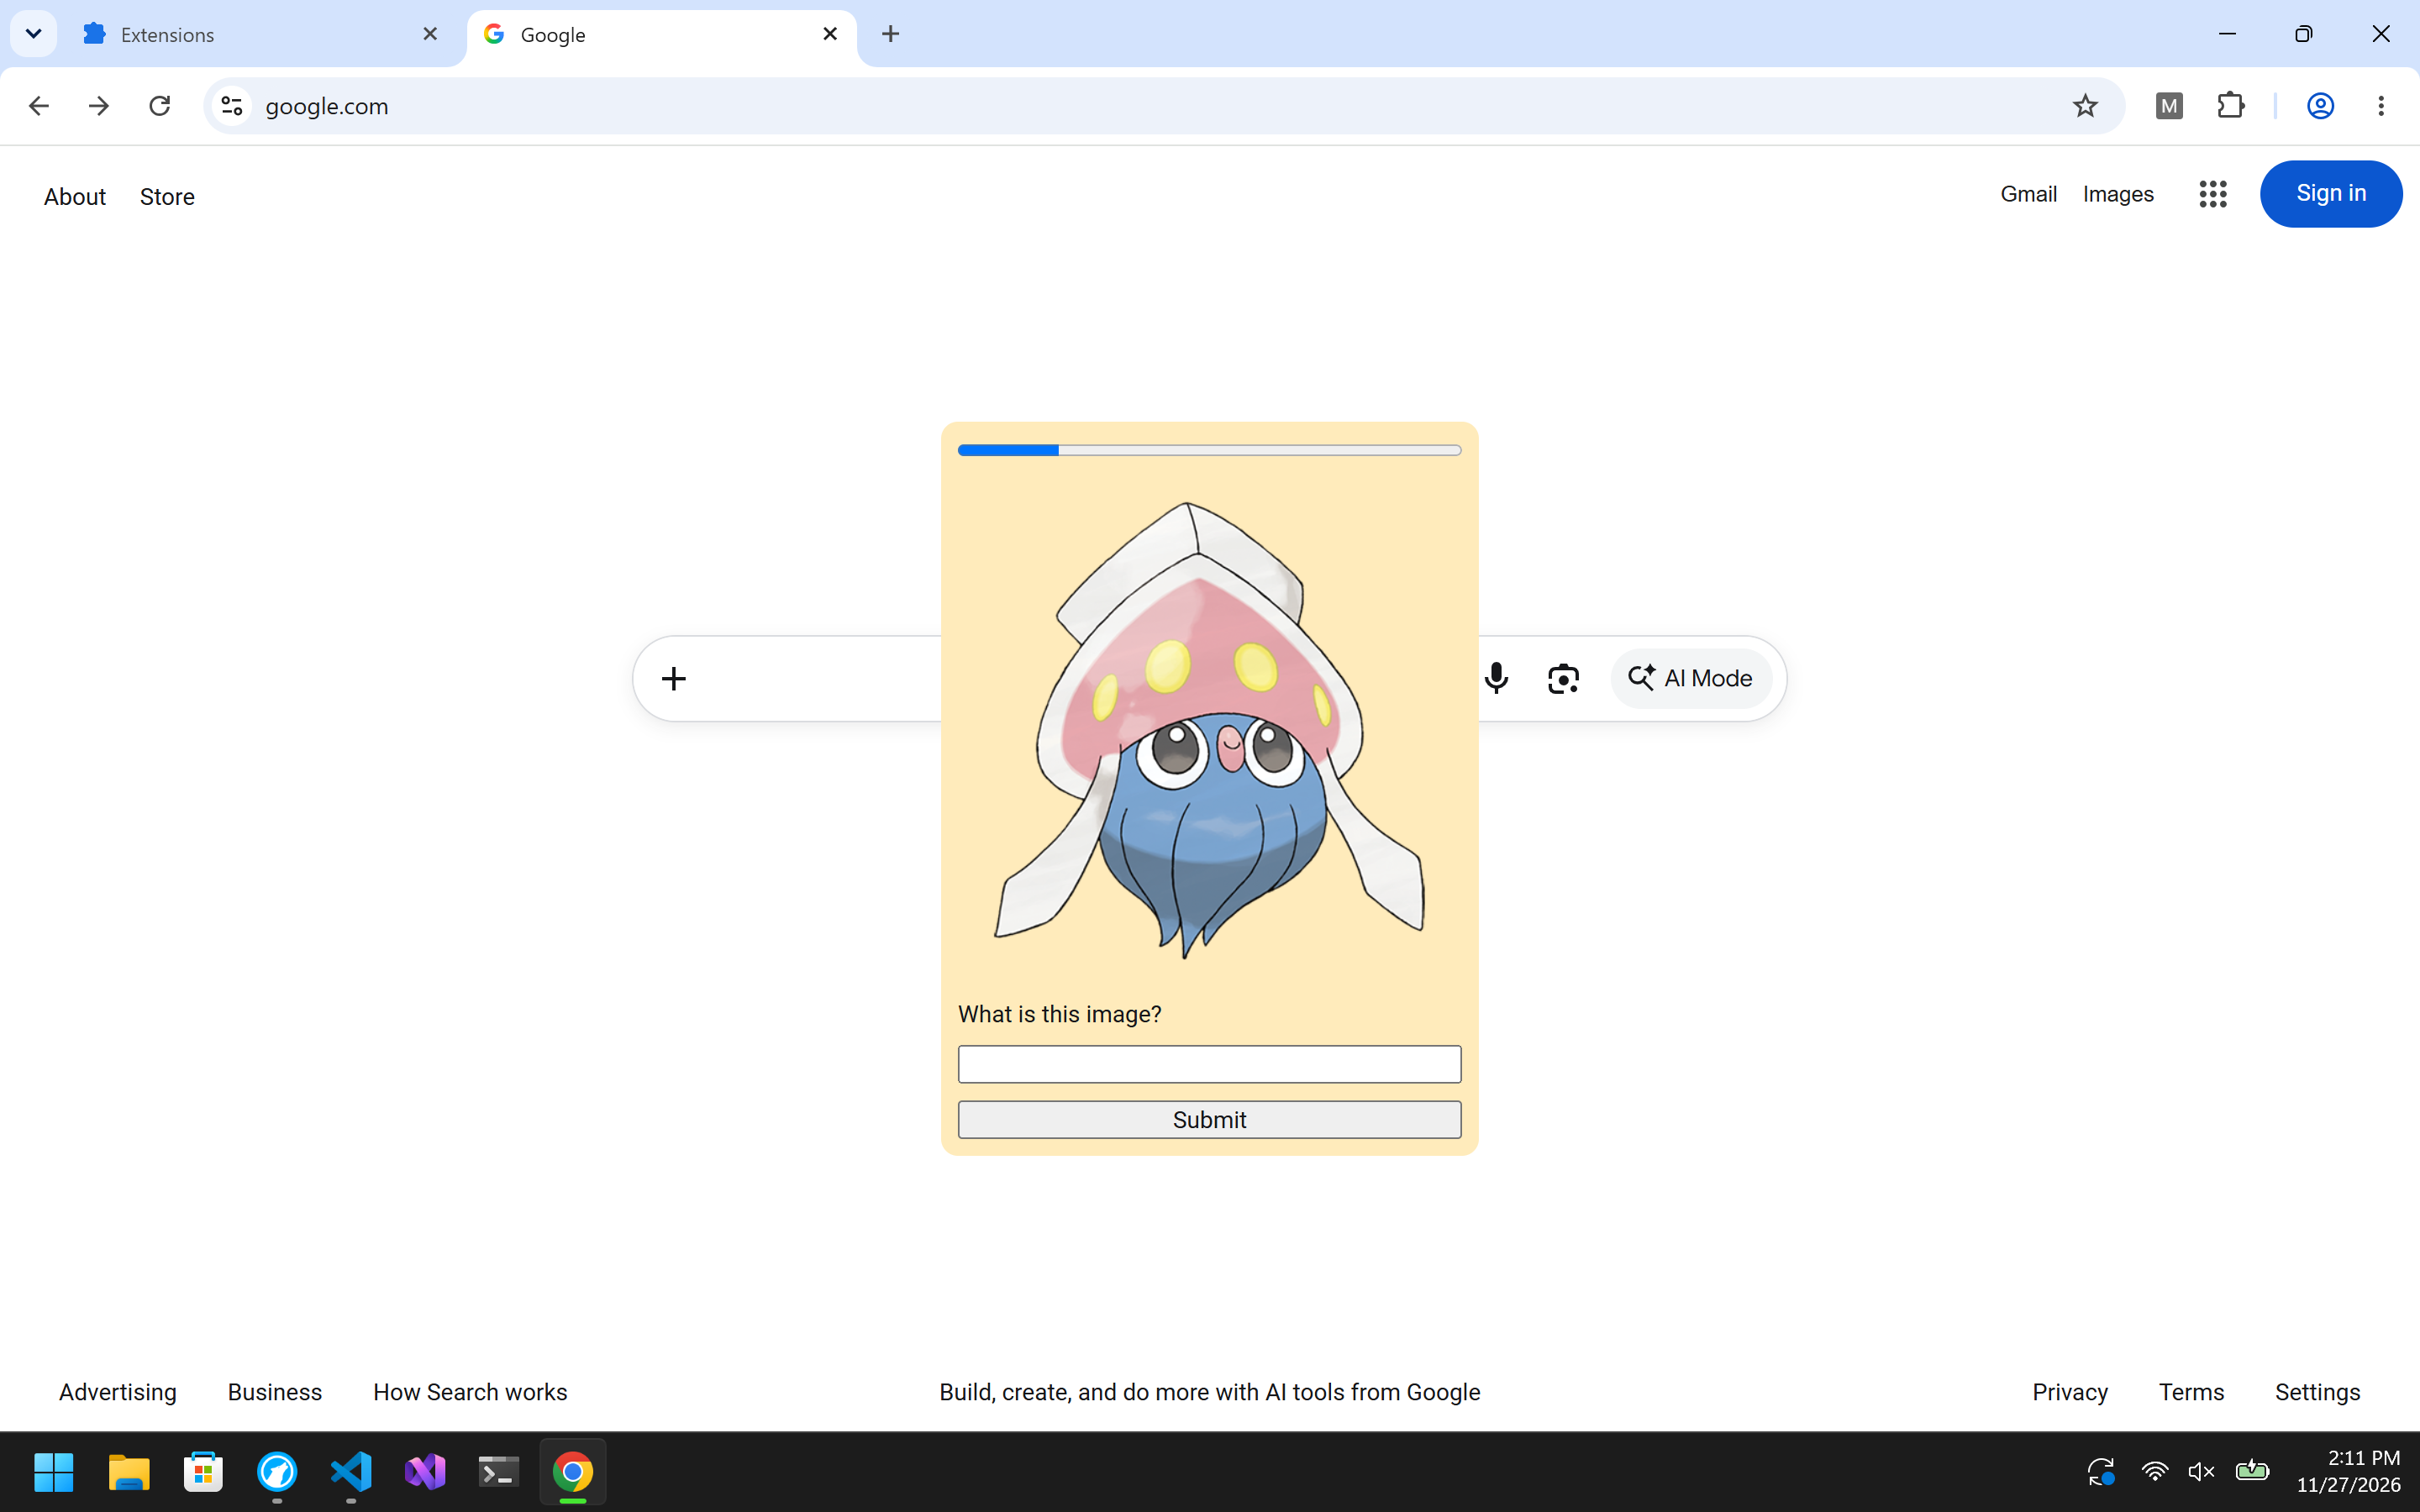 Extensions
Google
google.com
M
About Store
Gmail Images Sign in
AI Mode
What is this image?
Submit
Advertising Business How Search works
Build, create, and do more with AI tools from Google
Privacy Terms Settings
2:11 PM
11/27/2026